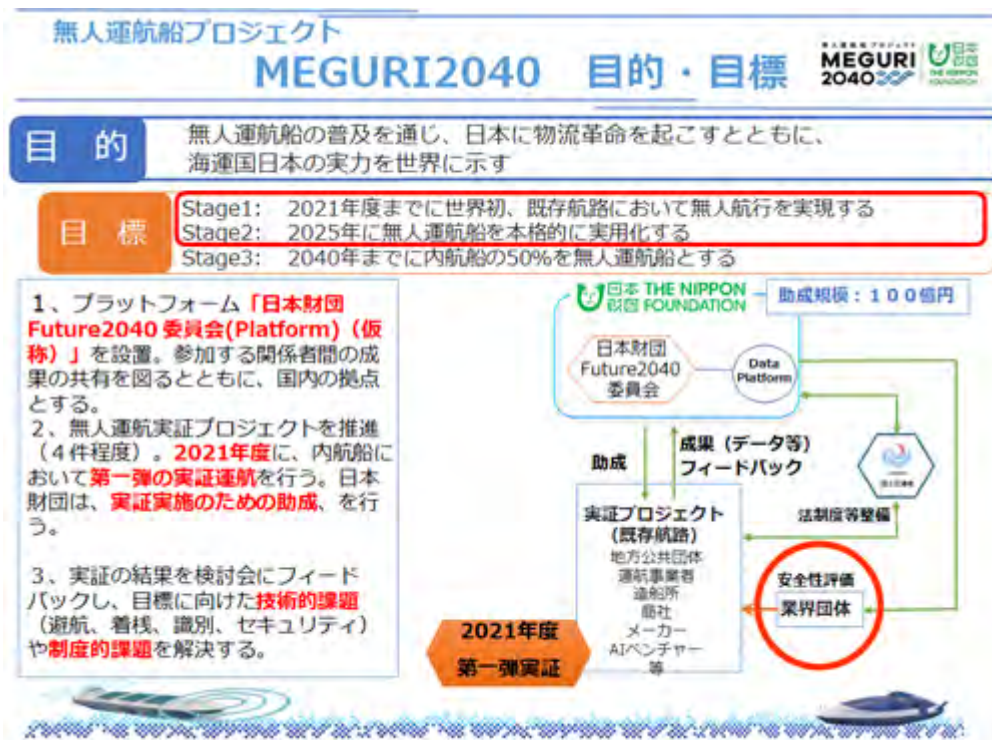 無人運航船プロジェクト
MEGURI2040 目的・目標
無人運航船プロジェクト
MEGURI
2040
日本
財団
THE NIPPON
FOUNDATION
目 的
無人運航船の普及を通じ、日本に物流革命を起こすとともに、
海運国日本の実力を世界に示す
目 標
Stage1: 2021年度までに世界初、既存航路において無人航行を実現する
Stage2: 2025年に無人運航船を本格的に実用化する
Stage3: 2040年までに内航船の50%を無人運航船とする
1、プラットフォーム「日本財団
Future2040 委員会(Platform)（仮
称）」を設置。参加する関係者間の成
果の共有を図るとともに、国内の拠点
とする。
2、無人運航実証プロジェクトを推進
（４件程度）。2021年度に、内航船に
おいて第一弾の実証運航を行う。日本
財団は、実証実施のための助成、を行
う。
3、実証の結果を検討会にフィード
バックし、目標に向けた技術的課題
（避航、着桟、識別、セキュリティ）
や制度的課題を解決する。
日本 THE NIPPON
財団 FOUNDATION
助成規模：１００億円
日本財団
Future2040
委員会
Data
Platform
助成
成果（データ等）
フィードバック
国土交通省
法制度等整備
実証プロジェクト
(既存航路)
地方公共団体
運航事業者
造船所
商社
メーカー
AIベンチャー
等
安全性評価
業界団体
2021年度
第一弾実証